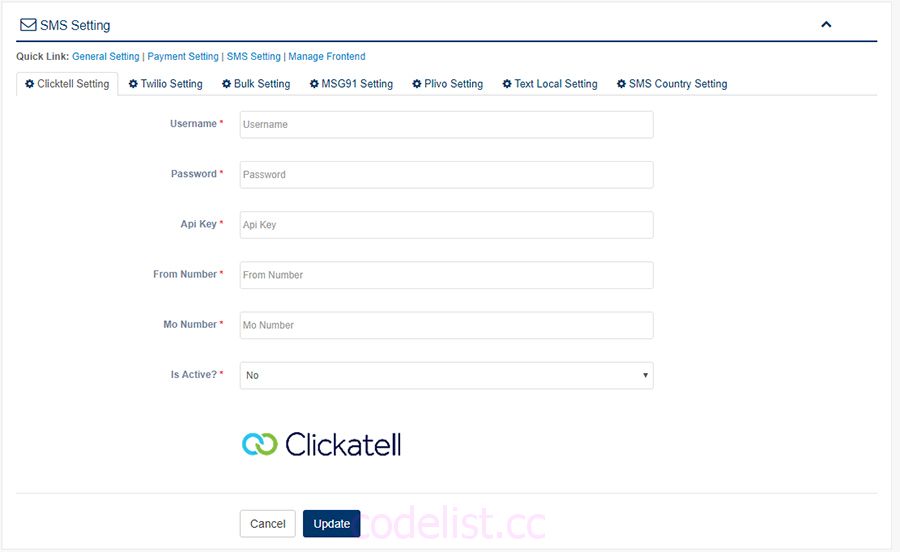 SMS Setting
Quick Link: General Setting | Payment Setting | SMS Setting | Manage Frontend
Clicktell Setting Twilio Setting Bulk Setting MSG91 Setting Plivo Setting Text Local Setting SMS Country Setting
Username * Username
Password * Password
Api Key * Api Key
From Number * From Number
Mo Number * Mo Number
Is Active? * No
Clickatell
Cancel Update codelist.cc